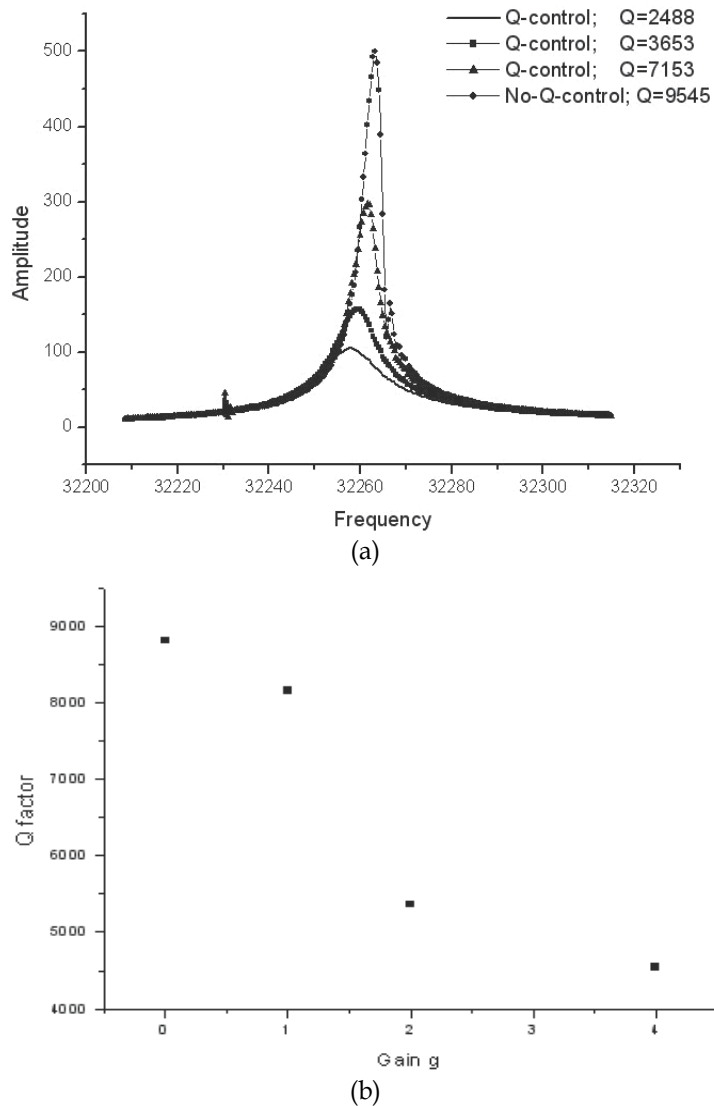 Q-control; Q=2488
Q-control; Q=3653
Q-control; Q=7153
No-Q-control; Q=9545
500
400
300
200
100
0
Amplitude
32200 32220 32240 32260 32280 32300 32320
Frequency
(a)
9000
8000
7000
6000
5000
4000
Q factor
0 1 2 3 4
Gain g
(b)